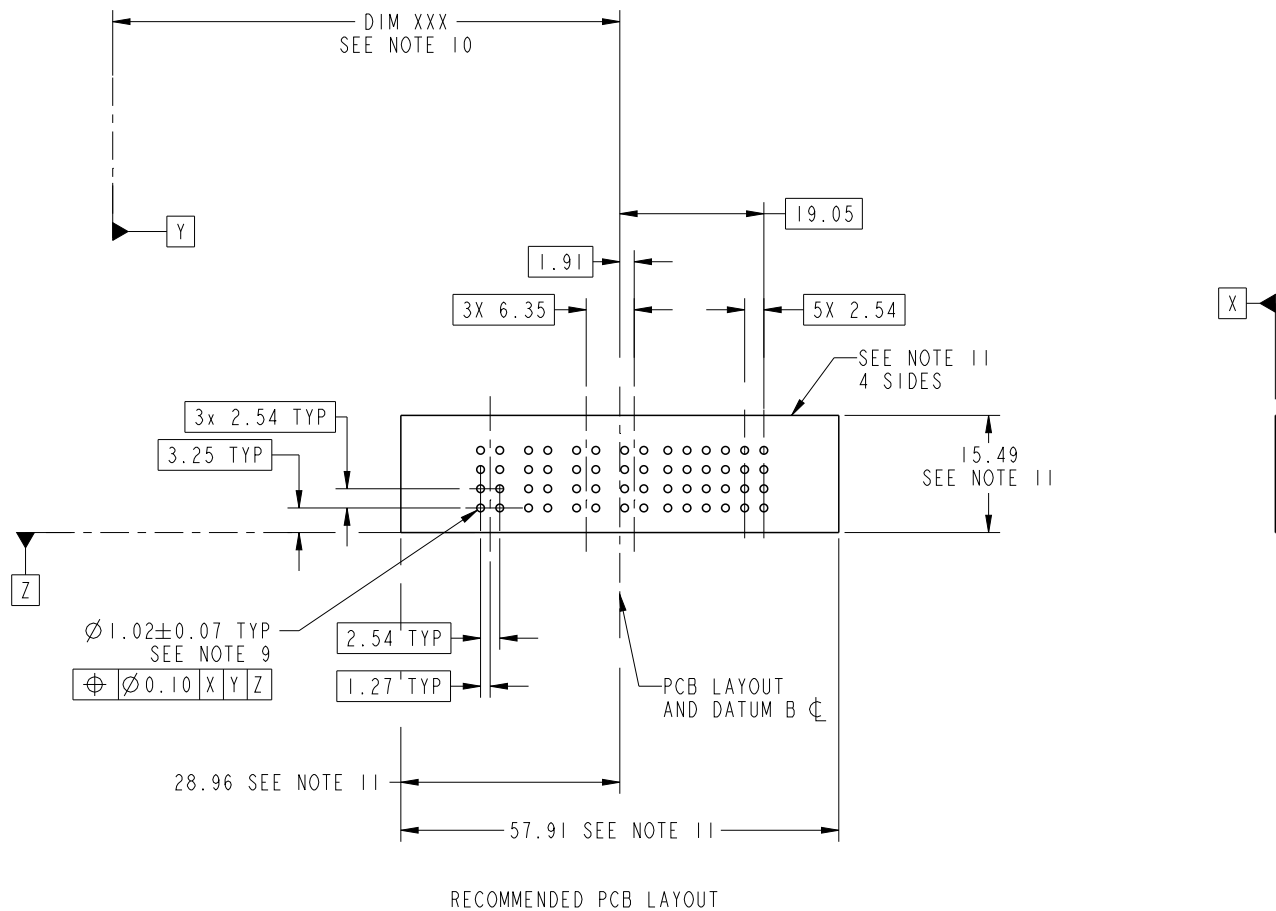 DIM XXX
SEE NOTE 10
Y
19.05
1.91
3X 6.35
5X 2.54
X
SEE NOTE 11
4 SIDES
3x 2.54 TYP
3.25 TYP
15.49
SEE NOTE 11
Z
Ø1.02±0.07 TYP
SEE NOTE 9
⌖ Ø0.10 X Y Z
2.54 TYP
1.27 TYP
PCB LAYOUT
AND DATUM B ℄
28.96 SEE NOTE 11
57.91 SEE NOTE 11
RECOMMENDED PCB LAYOUT